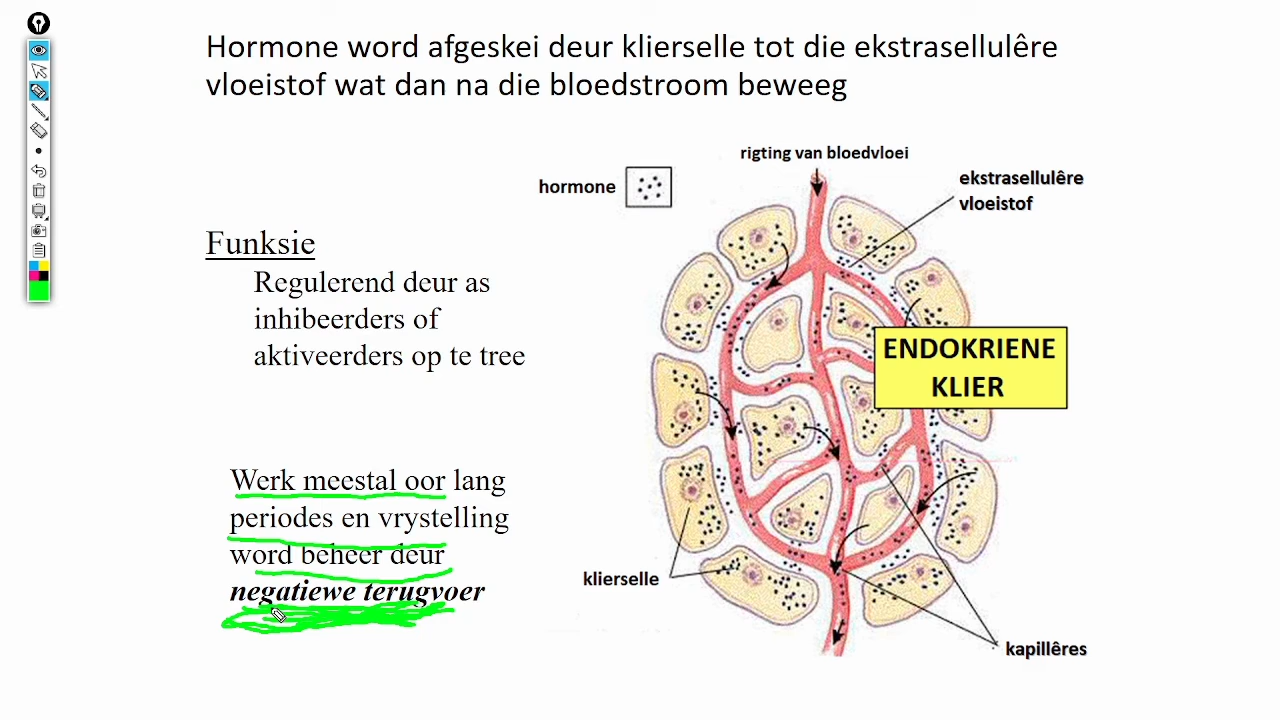 Hormone word afgeskei deur klierselle tot die ekstrasellulêre
vloeistof wat dan na die bloedstroom beweeg
rigting van bloedvloei
hormone
ekstrasellulêre
vloeistof
Funksie
Regulerend deur as
inhibeerders of
aktiveerders op te tree
ENDOKRIENE
KLIER
Werk meestal oor lang
periodes en vrystelling
word beheer deur
negatiewe terugvoer
klierselle
kapillêres